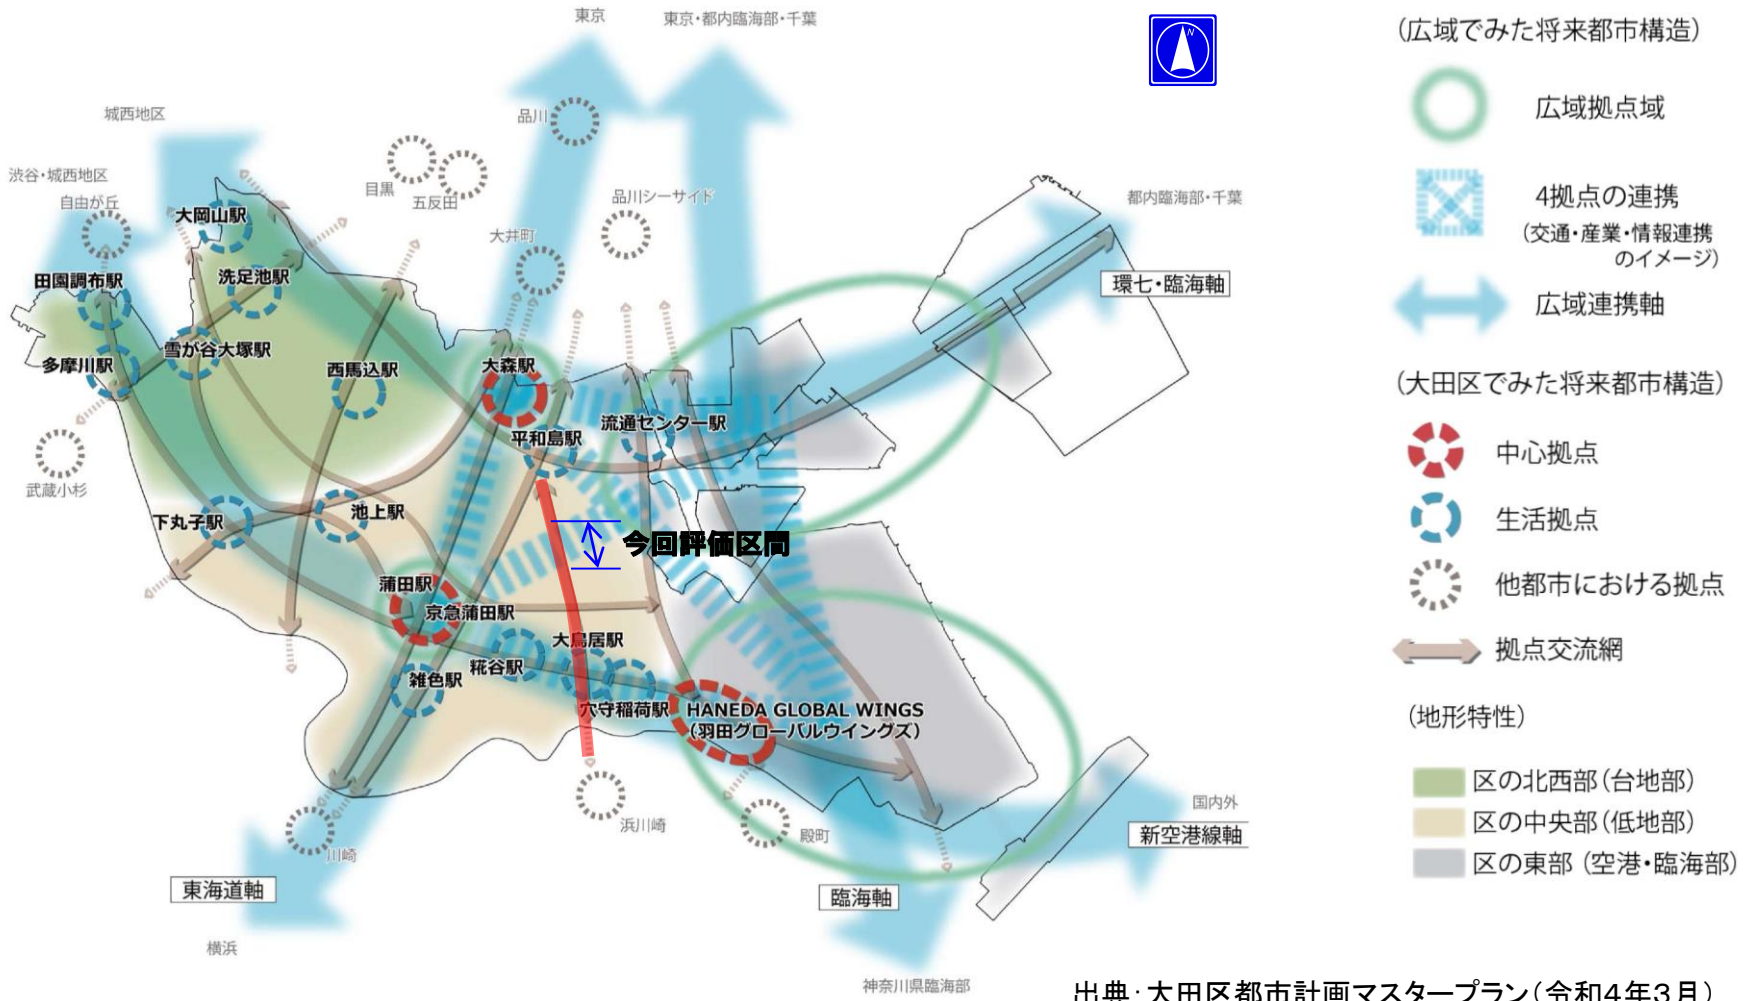 東京
東京・都内臨海部・千葉
N
城西地区
品川
渋谷・城西地区
自由が丘
目黒
五反田
品川シーサイド
都内臨海部・千葉
大岡山駅
大井町
田園調布駅
洗足池駅
環七・臨海軸
雪が谷大塚駅
多摩川駅
西馬込駅
大森駅
流通センター駅
平和島駅
武蔵小杉
下丸子駅
池上駅
今回評価区間
蒲田駅
京急蒲田駅
大鳥居駅
糀谷駅
雑色駅
穴守稲荷駅
HANEDA GLOBAL WINGS
(羽田グローバルウイングズ)
国内外
浜川崎
殿町
新空港線軸
川崎
東海道軸
臨海軸
横浜
神奈川県臨海部
(広域でみた将来都市構造)
広域拠点域
4拠点の連携
(交通・産業・情報連携
のイメージ)
広域連携軸
(大田区でみた将来都市構造)
中心拠点
生活拠点
他都市における拠点
拠点交流網
(地形特性)
区の北西部(台地部)
区の中央部(低地部)
区の東部(空港・臨海部)
出典:大田区都市計画マスタープラン(令和4年3月)